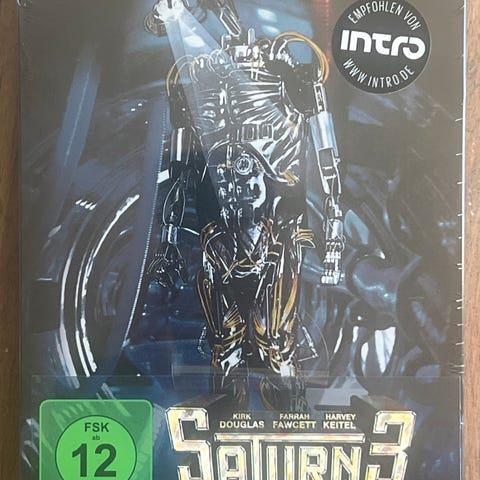 EMPFOHLEN VON
INTRO
WWW.INTRO.DE
FSK
ab
12
KIRK DOUGLAS
FARRAH FAWCETT
HARVEY KEITEL
SATURN 3